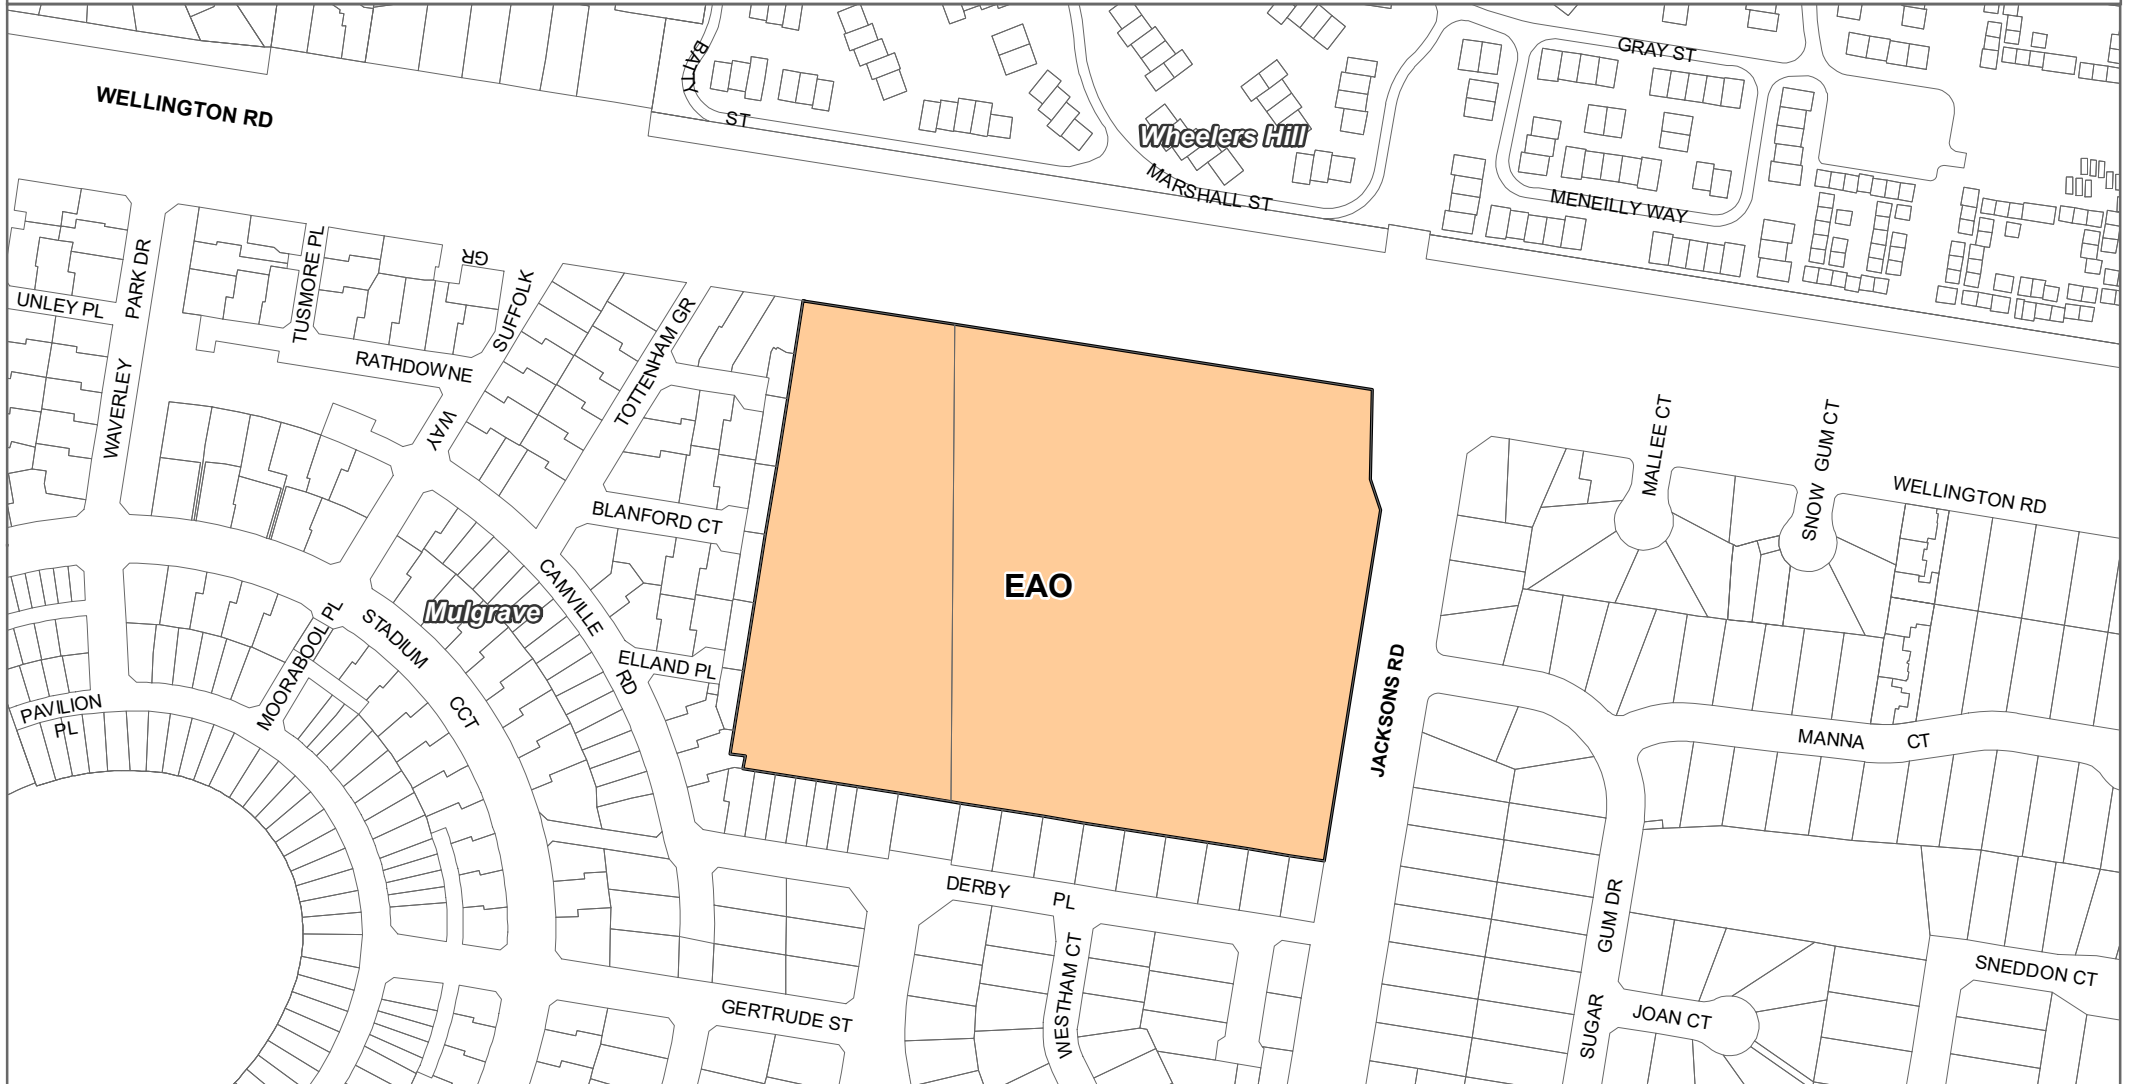 BATTY
ST
GRAY ST
WELLINGTON RD
Wheelers Hill
MARSHALL ST
MENEILLY WAY
PARK DR
TUSMORE PL
GR
SUFFOLK
UNLEY PL
TOTTENHAM GR
RATHDOWNE
WAVERLEY
WAY
MALLEE CT
SNOW GUM CT
WELLINGTON RD
BLANFORD CT
EAO
CAMVILLE
RD
Mulgrave
MOORABOOL PL
STADIUM
CCT
ELLAND PL
JACKSONS RD
PAVILION
PL
MANNA CT
DERBY PL
GUM DR
WESTHAM CT
SNEDDON CT
GERTRUDE ST
SUGAR
JOAN CT